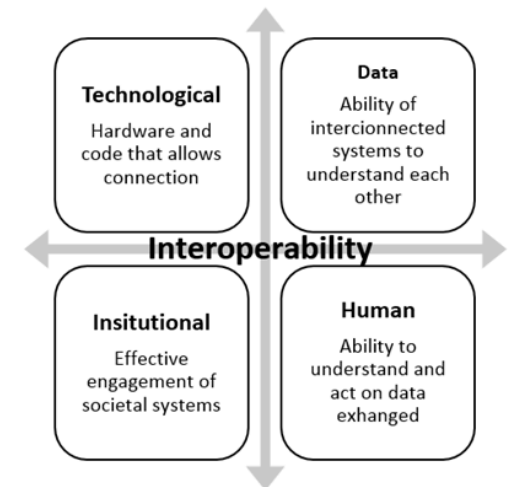 Technological
Hardware and
code that allows
connection
Data
Ability of
intercionnected
systems to
understand each
other
Interoperability
Insitutional
Effective
engagement of
societal systems
Human
Ability to
understand and
act on data
exhanged